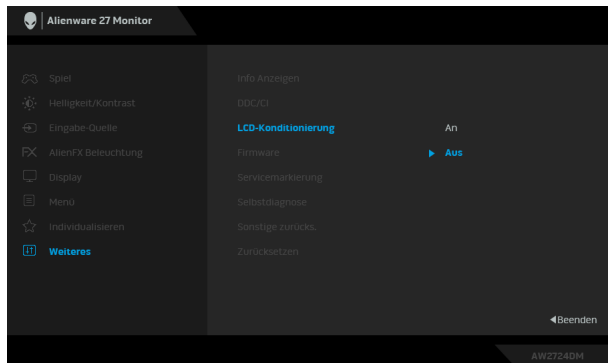 Alienware 27 Monitor
Spiel
Helligkeit/Kontrast
Eingabe-Quelle
AlienFX Beleuchtung
Display
Menü
Individualisieren
Weiteres
Info Anzeigen
DDC/CI
LCD-Konditionierung An
Firmware Aus
Servicemarkierung
Selbstdiagnose
Sonstige zurücks.
Zurücksetzen
Beenden
AW2724DM